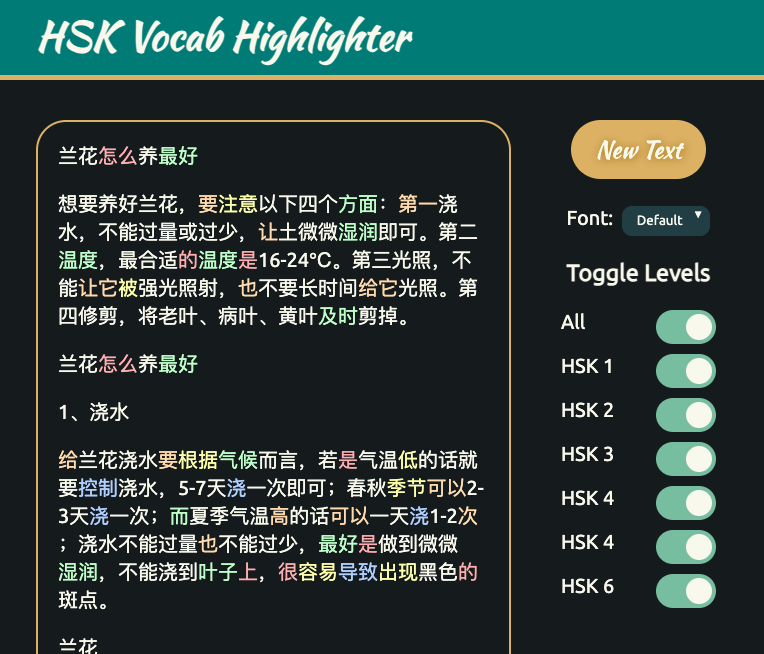 HSK Vocab Highlighter
兰花怎么养最好
想要养好兰花，要注意以下四个方面：第一浇
水，不能过量或过少，让土微微湿润即可。第二
温度，最合适的温度是16-24℃。第三光照，不
能让它被强光照射，也不要长时间给它光照。第
四修剪，将老叶、病叶、黄叶及时剪掉。
兰花怎么养最好
1、浇水
给兰花浇水要根据气候而言，若是气温低的话就
要控制浇水，5-7天浇一次即可；春秋季节可以2-
3天浇一次；而夏季气温高的话可以一天浇1-2次
；浇水不能过量也不能过少，最好是做到微微
湿润，不能浇到叶子上，很容易导致出现黑色的
斑点。
兰花
New Text
Font: Default
Toggle Levels
All
HSK 1
HSK 2
HSK 3
HSK 4
HSK 4
HSK 6